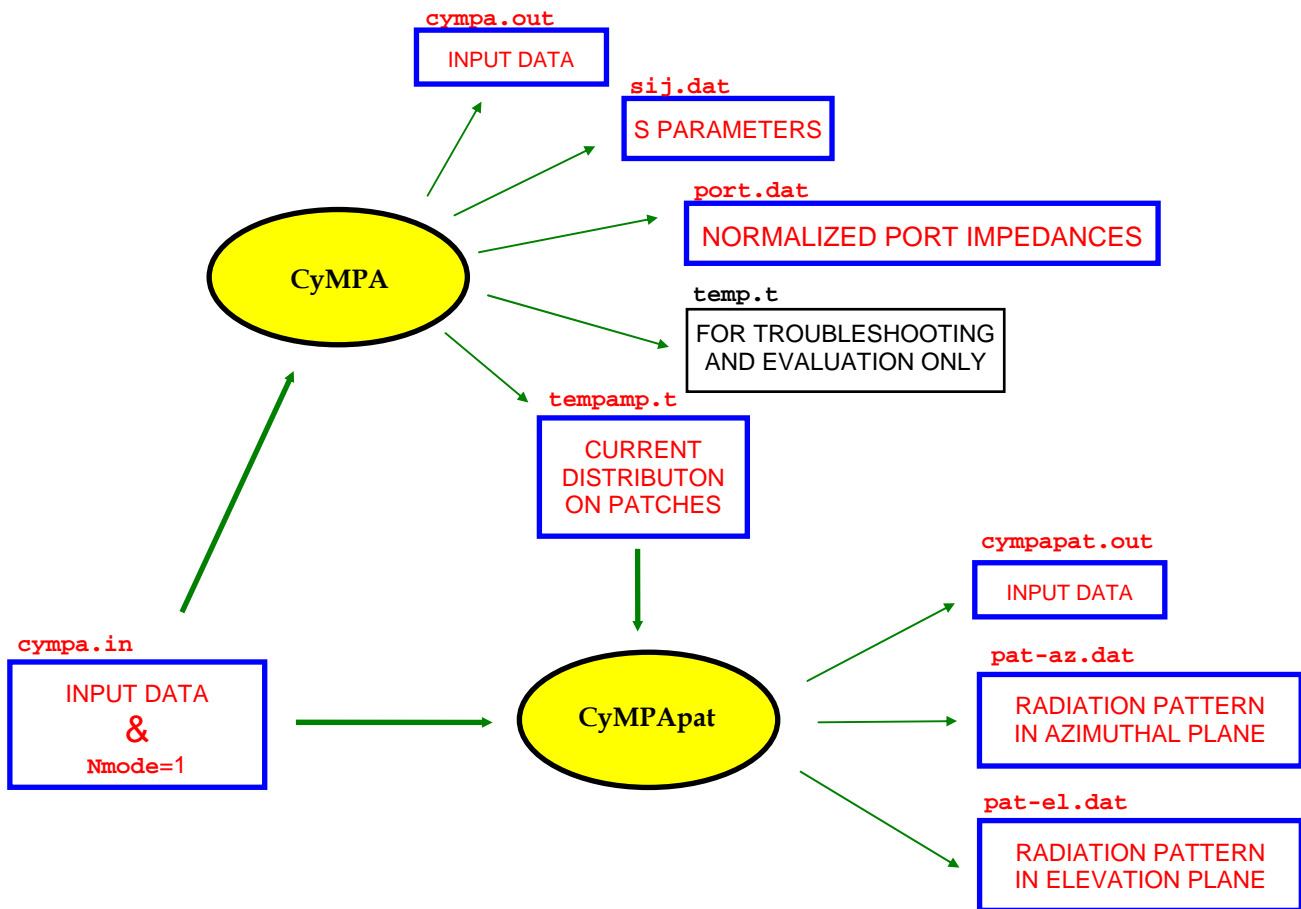 cympa.out
INPUT DATA
sij.dat
S PARAMETERS
port.dat
NORMALIZED PORT IMPEDANCES
CyMPA
temp.t
FOR TROUBLESHOOTING
AND EVALUATION ONLY
tempamp.t
CURRENT
DISTRIBUTON
ON PATCHES
cympapat.out
INPUT DATA
cympa.in
INPUT DATA
&
Nmode=1
CyMPApat
pat-az.dat
RADIATION PATTERN
IN AZIMUTHAL PLANE
pat-el.dat
RADIATION PATTERN
IN ELEVATION PLANE